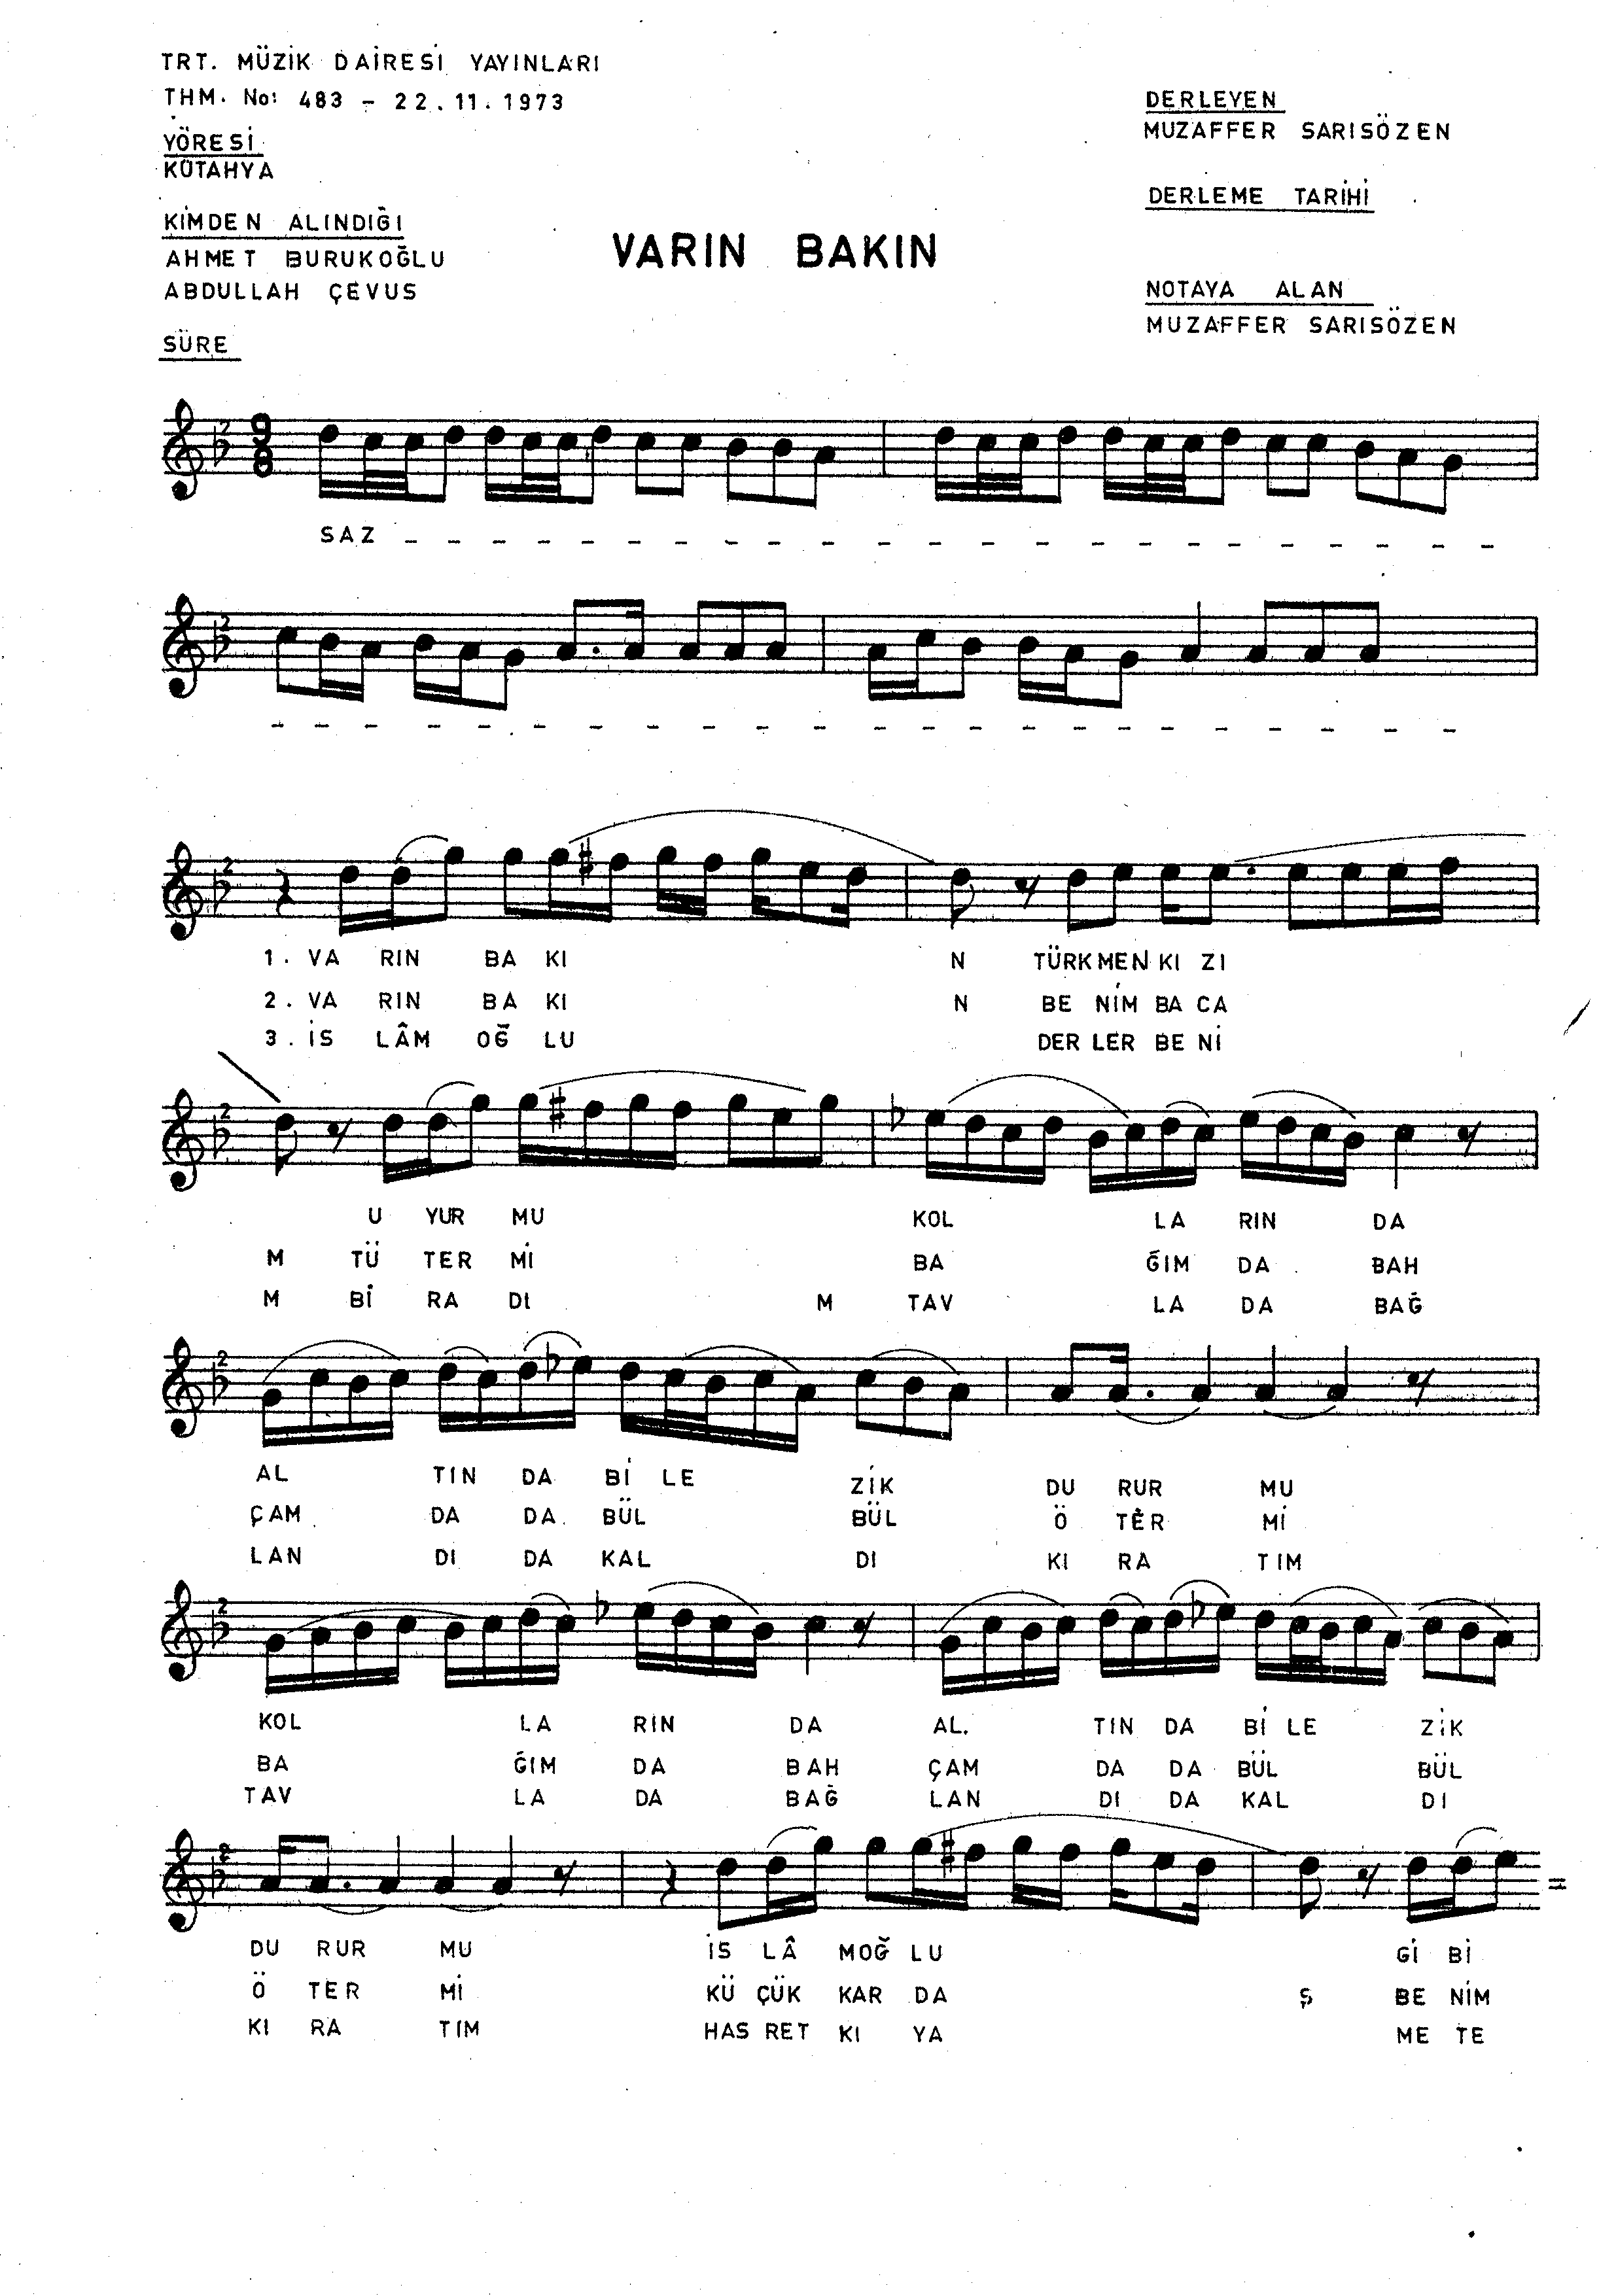 TRT. MÜZİK DAİRESİ YAYINLARI
THM. No: 483 – 22.11.1973
YÖRESİ
KÜTAHYA
KİMDEN ALINDIĞI
AHMET BURUKOĞLU
ABDULLAH ÇEVUS
SÜRE
VARIN BAKIN
DERLEYEN
MUZAFFER SARISÖZEN
DERLEME TARİHİ
NOTAYA ALAN
MUZAFFER SARISÖZEN
2 9 8
SAZ _ _ _ _ _ _ _ _ _ _ _ _ _ _ _ _ _ _ _ _ _ _ _
2
2
1. VA RIN BA KI N TÜRKMEN KI ZI
2. VA RIN BA KI N BE NİM BA CA
3. İS LÂM OĞ LU DER LER BE Nİ
2
U YUR MU KOL LA RIN DA
M TÜ TER Mİ BA ĞIM DA BAH
M Bİ RA DI M TAV LA DA BAĞ
2
AL TIN DA Bİ LE ZİK DU RUR MU
ÇAM DA DA BÜL BÜL Ö TER Mİ
LAN DI DA KAL DI KI RA TIM
2
KOL LA RIN DA AL. TIN DA Bİ LE ZİK
BA ĞIM DA BAH ÇAM DA DA BÜL BÜL
TAV LA DA BAĞ LAN DI DA KAL DI
2
DU RUR MU İS LÂ MOĞ LU Gİ Bİ
Ö TER Mİ KÜ ÇÜK KAR DA Ş BE NİM
KI RA TIM HAS RET KI YA ME TE